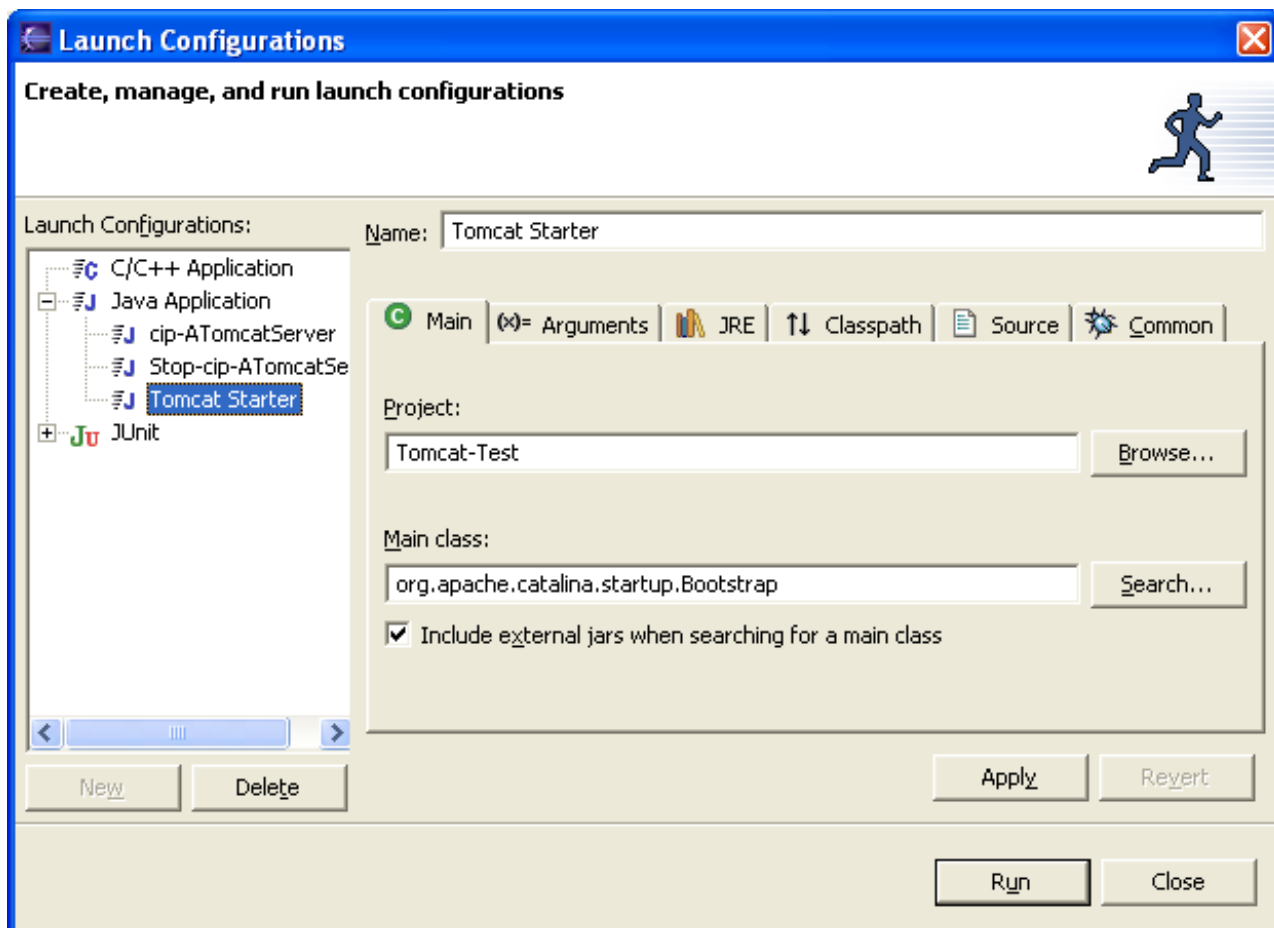 Launch Configurations
Create, manage, and run launch configurations
Launch Configurations:
Name: Tomcat Starter
C/C++ Application
Java Application
cip-ATomcatServer
Stop-cip-ATomcatSe
Tomcat Starter
JUnit
Main (x)= Arguments JRE Classpath Source Common
Project:
Tomcat-Test Browse...
Main class:
org.apache.catalina.startup.Bootstrap Search...
Include external jars when searching for a main class
New Delete
Apply Revert
Run Close